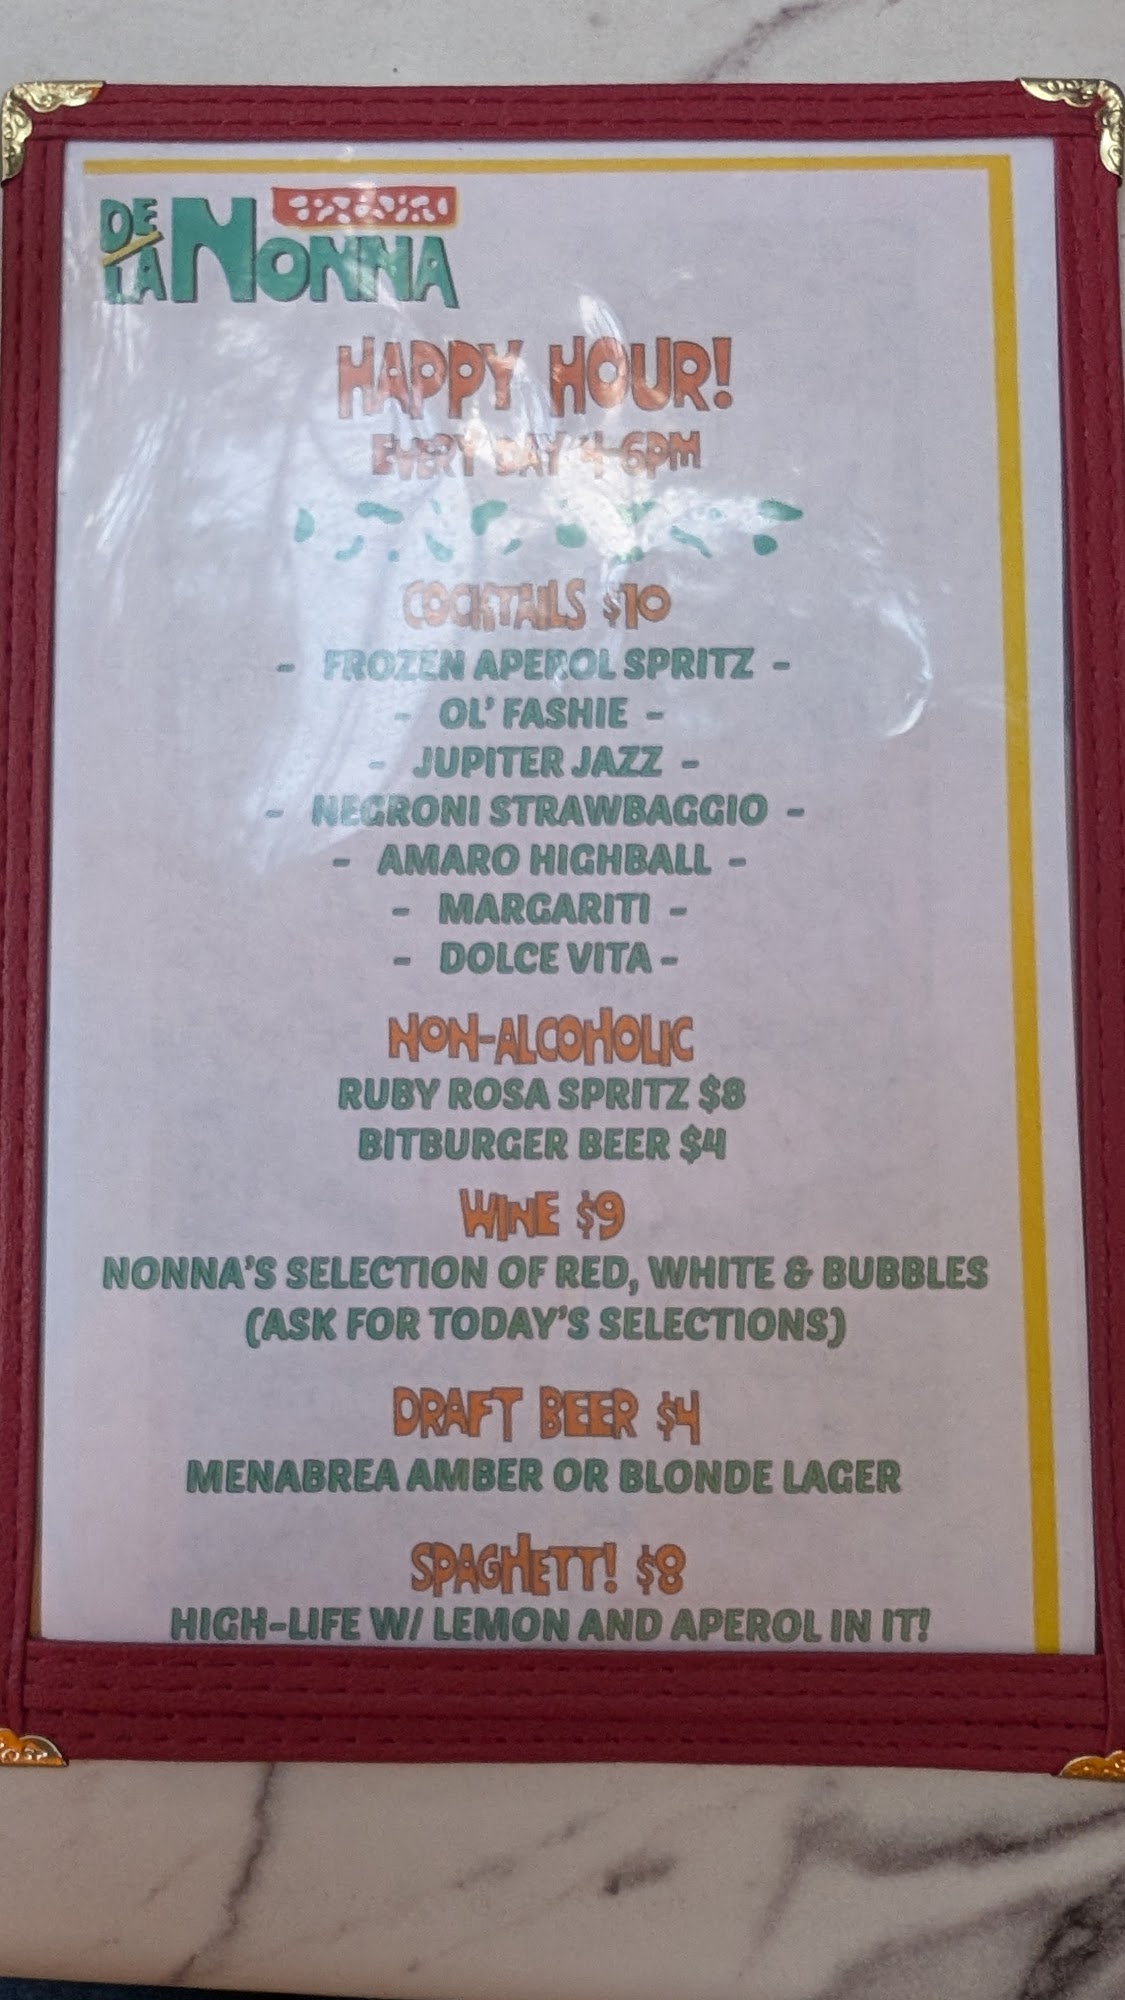 DE LA NONNA
HAPPY HOUR!
EVERY DAY 4-6PM
COCKTAILS $10
- FROZEN APEROL SPRITZ -
- OL' FASHIE -
- JUPITER JAZZ -
- NEGRONI STRAWBAGGIO -
- AMARO HIGHBALL -
- MARGARITI -
- DOLCE VITA -
NON-ALCOHOLIC
RUBY ROSA SPRITZ $8
BITBURGER BEER $4
WINE $9
NONNA'S SELECTION OF RED, WHITE & BUBBLES
(ASK FOR TODAY'S SELECTIONS)
DRAFT BEER $4
MENABREA AMBER OR BLONDE LAGER
SPAGHETT! $8
HIGH-LIFE W/ LEMON AND APEROL IN IT!